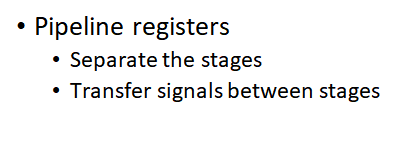 • Pipeline registers
• Separate the stages
• Transfer signals between stages